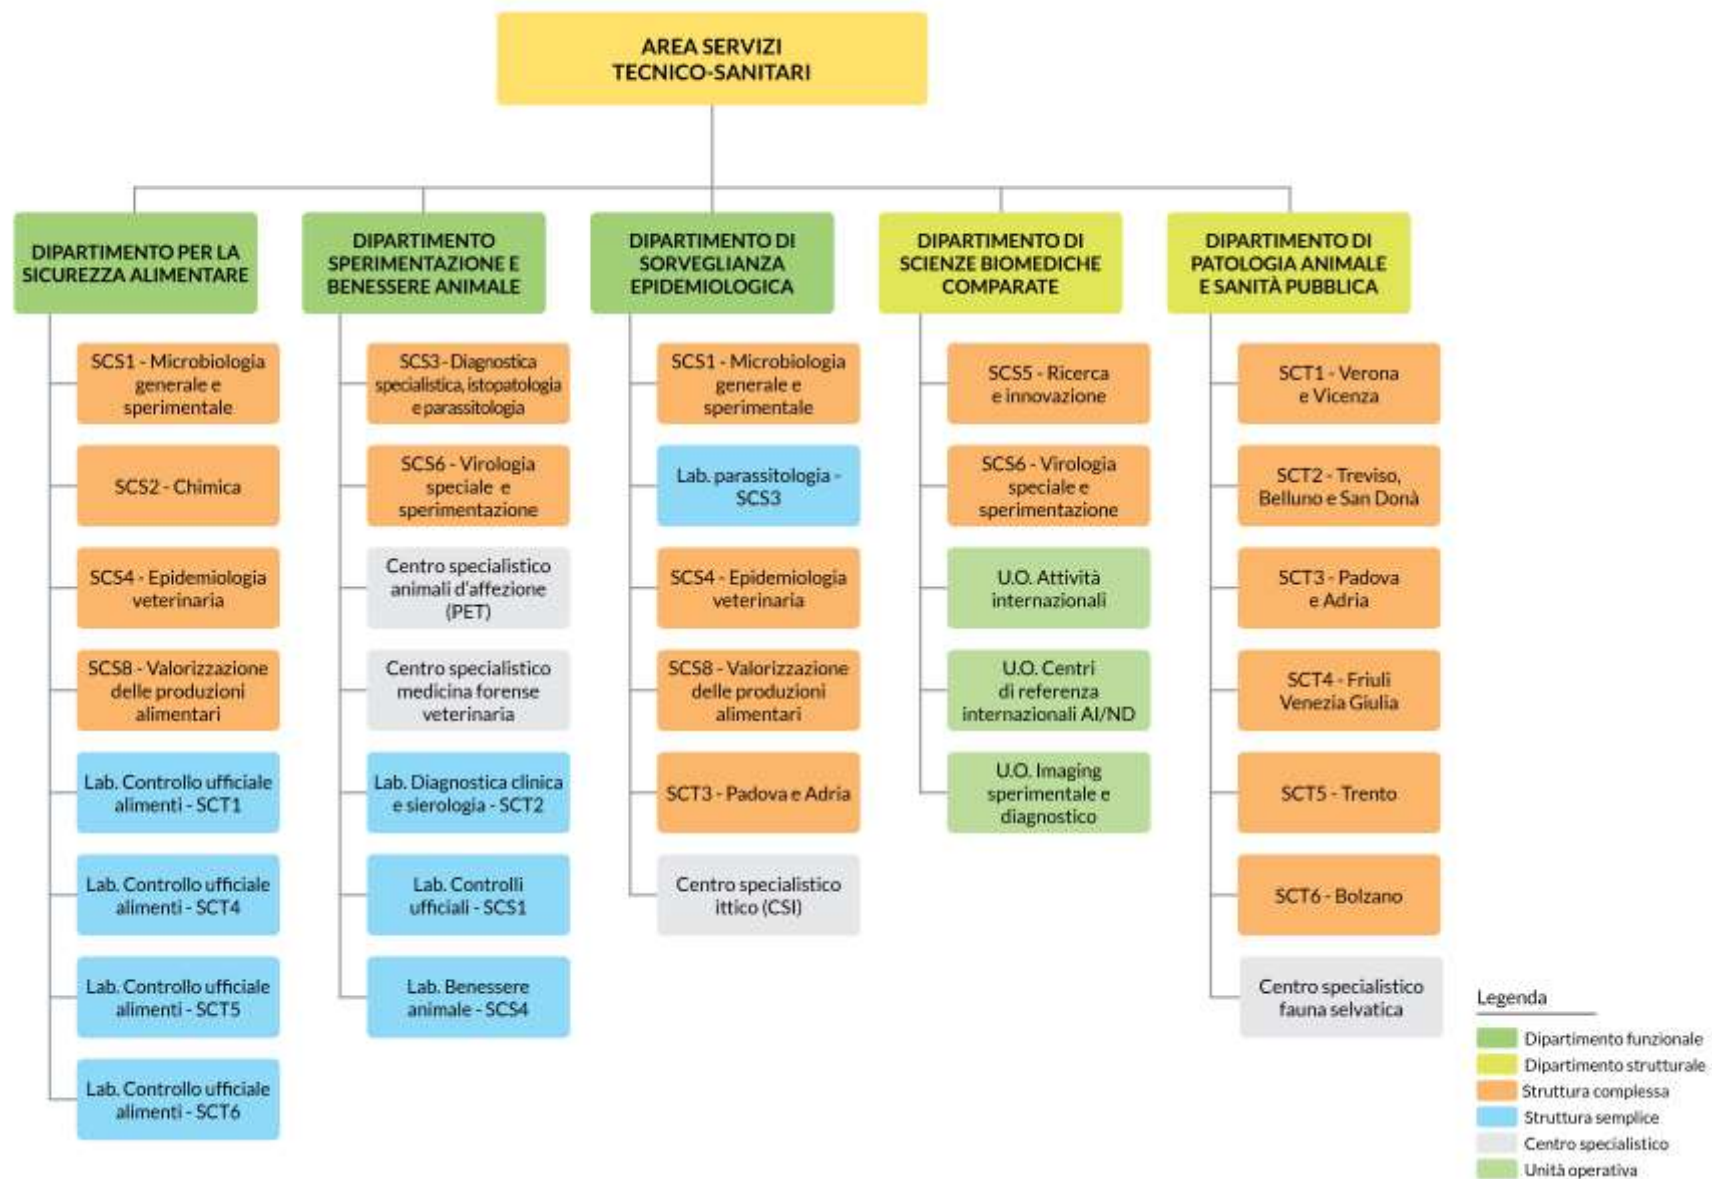 AREA SERVIZI
TECNICO-SANITARI
DIPARTIMENTO PER LA
SICUREZZA ALIMENTARE
SCS1 - Microbiologia
generale e
sperimentale
SCS2 - Chimica
SCS4 - Epidemiologia
veterinaria
SCS8 - Valorizzazione
delle produzioni
alimentari
Lab. Controllo ufficiale
alimenti - SCT1
Lab. Controllo ufficiale
alimenti - SCT4
Lab. Controllo ufficiale
alimenti - SCT5
Lab. Controllo ufficiale
alimenti - SCT6
DIPARTIMENTO
SPERIMENTAZIONE E
BENESSERE ANIMALE
SCS3 - Diagnostica
specialistica, istopatologia
e parassitologia
SCS6 - Virologia
speciale e
sperimentazione
Centro specialistico
animali d'affezione
(PET)
Centro specialistico
medicina forense
veterinaria
Lab. Diagnostica clinica
e sierologia - SCT2
Lab. Controlli
ufficiali - SCS1
Lab. Benessere
animale - SCS4
DIPARTIMENTO DI
SORVEGLIANZA
EPIDEMIOLOGICA
SCS1 - Microbiologia
generale e
sperimentale
Lab. parassitologia -
SCS3
SCS4 - Epidemiologia
veterinaria
SCS8 - Valorizzazione
delle produzioni
alimentari
SCT3 - Padova e Adria
Centro specialistico
ittico (CSI)
DIPARTIMENTO DI
SCIENZE BIOMEDICHE
COMPARATE
SCS5 - Ricerca
e innovazione
SCS6 - Virologia
speciale e
sperimentazione
U.O. Attività
internazionali
U.O. Centri
di referenza
internazionali AI/ND
U.O. Imaging
sperimentale e
diagnostico
DIPARTIMENTO DI
PATOLOGIA ANIMALE
E SANITÀ PUBBLICA
SCT1 - Verona
e Vicenza
SCT2 - Treviso,
Belluno e San Donà
SCT3 - Padova
e Adria
SCT4 - Friuli
Venezia Giulia
SCT5 - Trento
SCT6 - Bolzano
Centro specialistico
fauna selvatica
Legenda
Dipartimento funzionale
Dipartimento strutturale
Struttura complessa
Struttura semplice
Centro specialistico
Unità operativa